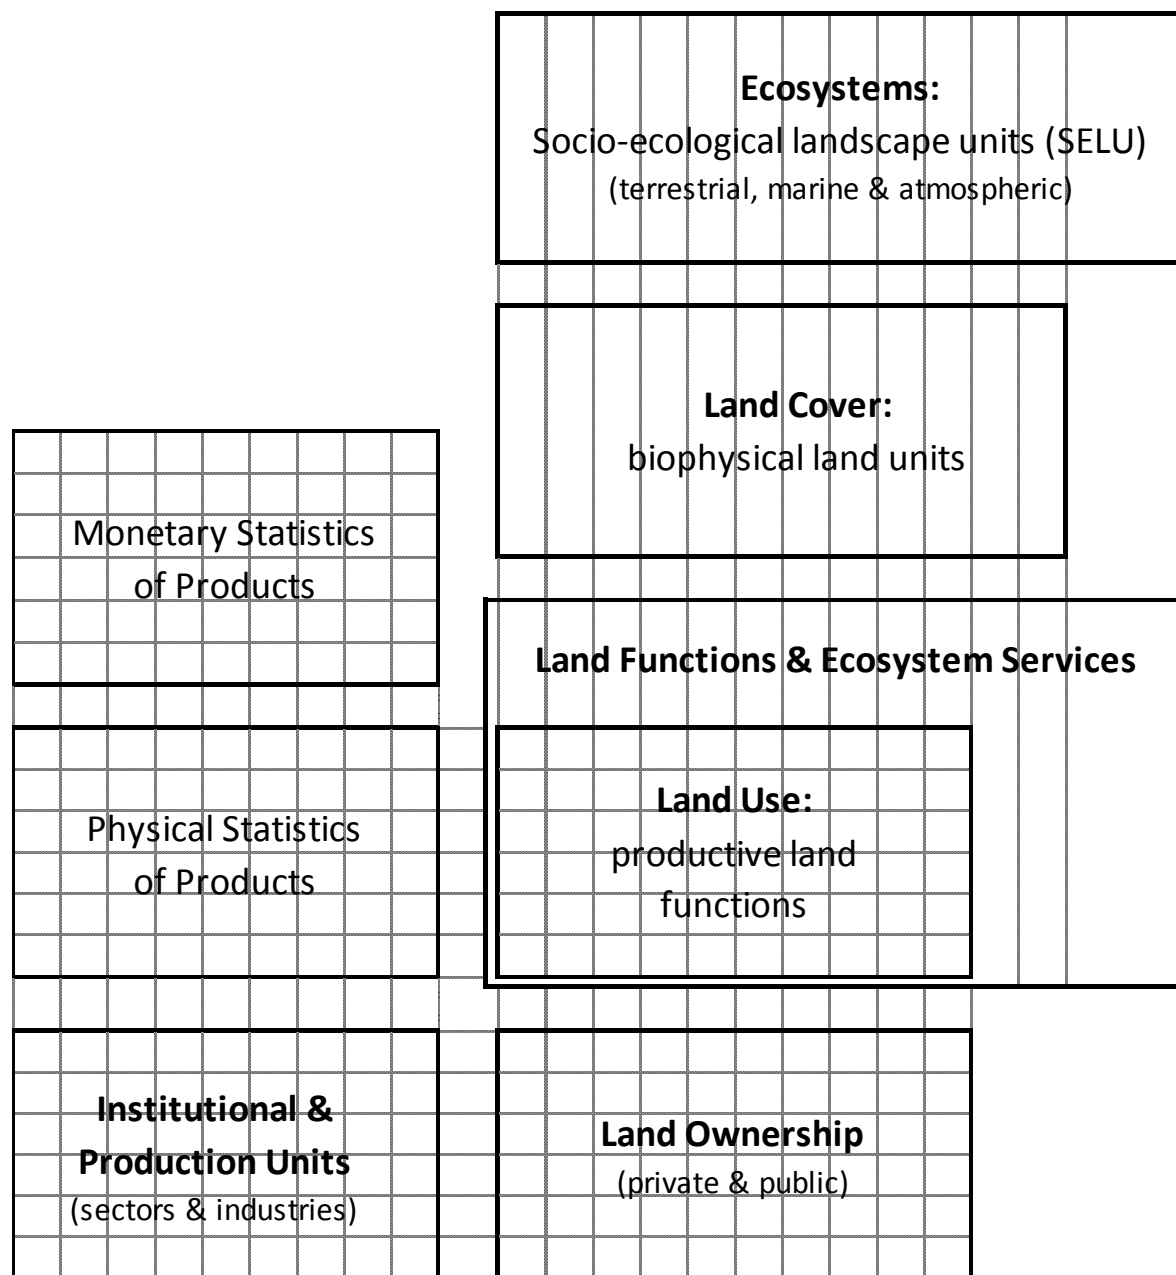 Ecosystems:
Socio-ecological landscape units (SELU)
(terrestrial, marine & atmospheric)
Land Cover:
biophysical land units
Monetary Statistics
of Products
Land Functions & Ecosystem Services
Physical Statistics
of Products
Land Use:
productive land
functions
Institutional &
Production Units
(sectors & industries)
Land Ownership
(private & public)